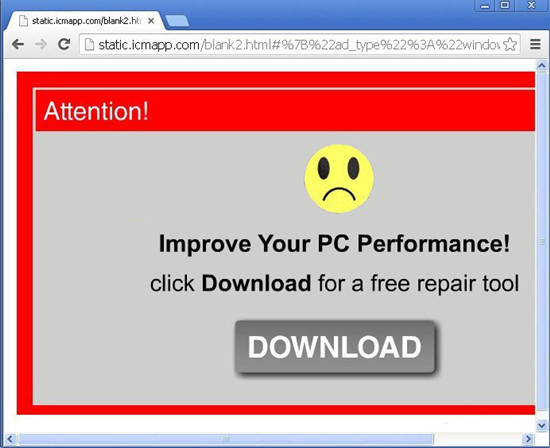 static.icmapp.com/blank2.ht
static.icmapp.com/blank2.html#%7B%22ad_type%22%3A%22window
Attention!
Improve Your PC Performance!
click Download for a free repair tool
DOWNLOAD